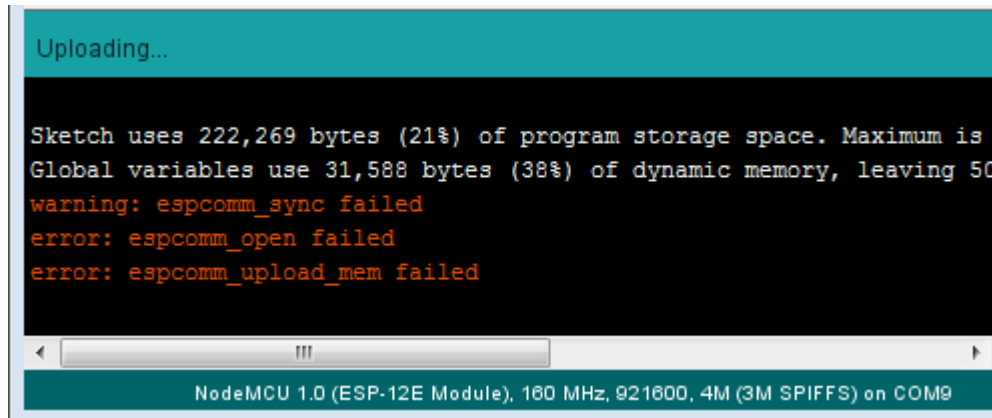 Uploading...
Sketch uses 222,269 bytes (21%) of program storage space. Maximum is
Global variables use 31,588 bytes (38%) of dynamic memory, leaving 50
warning: espcomm_sync failed
error: espcomm_open failed
error: espcomm_upload_mem failed
NodeMCU 1.0 (ESP-12E Module), 160 MHz, 921600, 4M (3M SPIFFS) on COM9